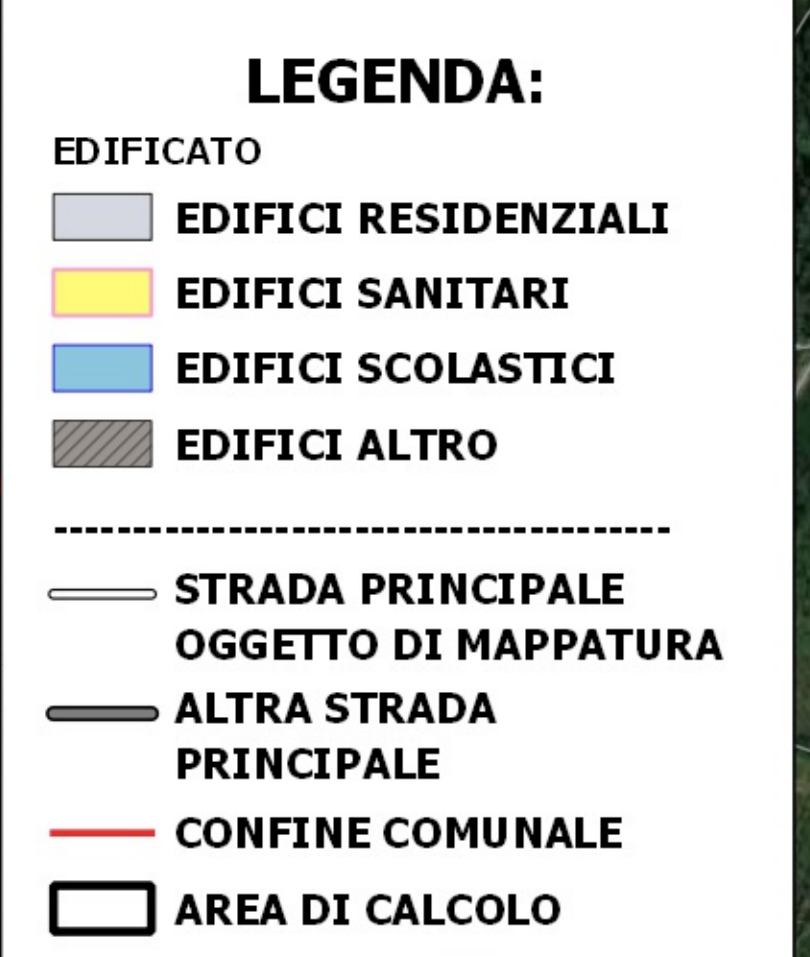 LEGENDA:
EDIFICATO
EDIFICI RESIDENZIALI
EDIFICI SANITARI
EDIFICI SCOLASTICI
EDIFICI ALTRO
---------------------------------------
STRADA PRINCIPALE
OGGETTO DI MAPPATURA
ALTRA STRADA
PRINCIPALE
CONFINE COMUNALE
AREA DI CALCOLO